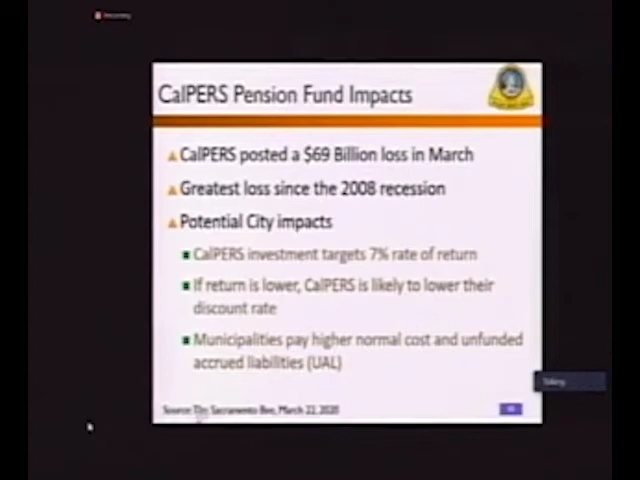 Recording
CalPERS Pension Fund Impacts
CalPERS posted a $69 Billion loss in March
Greatest loss since the 2008 recession
Potential City impacts
CalPERS investment targets 7% rate of return
If return is lower, CalPERS is likely to lower their
discount rate
Municipalities pay higher normal cost and unfunded
accrued liabilities (UAL)
Talking:
Source: The Sacramento Bee, March 22, 2020